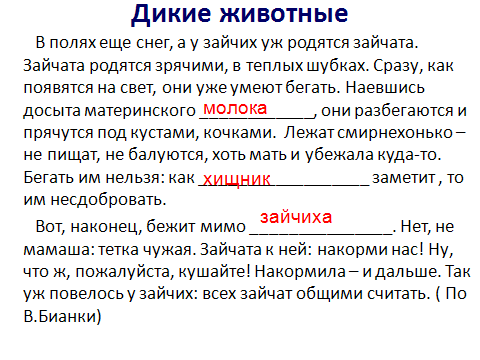 Дикие животные
В полях еще снег, а у зайчих уж родятся зайчата.
Зайчата родятся зрячими, в теплых шубках. Сразу, как
появятся на свет, они уже умеют бегать. Наевшись
досыта материнского молока, они разбегаются и
прячутся под кустами, кочками. Лежат смирнехонько –
не пищат, не балуются, хоть мать и убежала куда-то.
Бегать им нельзя: как хищник заметит , то
им несдобровать.
Вот, наконец, бежит мимо зайчиха. Нет, не
мамаша: тетка чужая. Зайчата к ней: накорми нас! Ну,
что ж, пожалуйста, кушайте! Накормила – и дальше. Так
уж повелось у зайчих: всех зайчат общими считать. ( По
В.Бианки)